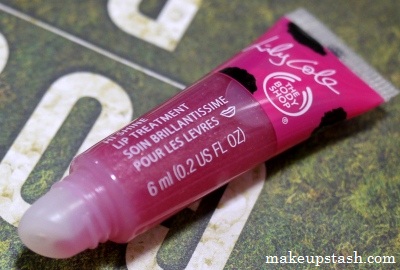 Lily Cole
THE
BODY
SHOP
®
HI SHINE
LIP TREATMENT
SOIN BRILLANTISSIME
POUR LES LEVRES
6 ml (0.2 US FL OZ)
makeupstash.com